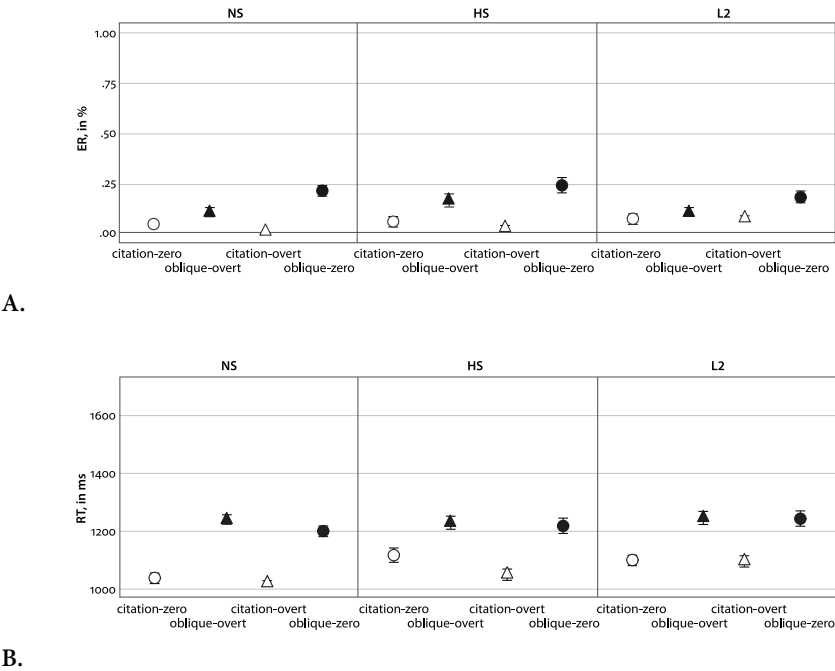 NS HS L2
1.00
.75
ER, in %
.50
.25
.00
citation-zero citation-overt citation-zero citation-overt citation-zero citation-overt
oblique-overt oblique-zero oblique-overt oblique-zero oblique-overt oblique-zero
A.
NS HS L2
1600
1400
RT, in ms
1200
1000
citation-zero citation-overt citation-zero citation-overt citation-zero citation-overt
oblique-overt oblique-zero oblique-overt oblique-zero oblique-overt oblique-zero
B.